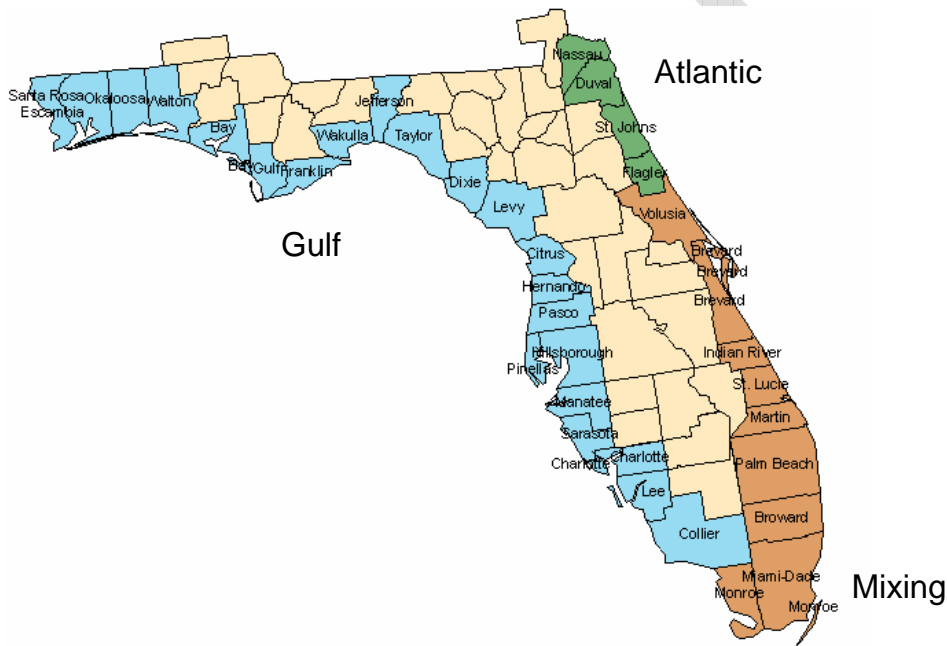 Nassau
Atlantic
Duval
Santa Rosa Okaloosa Walton
Jefferson
Escambia
Bay
Wakulla
Taylor
St. Johns
Bay Gulf Franklin
Flagler
Dixie
Levy
Volusia
Gulf
Citrus
Brevard
Brevard
Hernando
Brevard
Pasco
Hillsborough
Indian River
Pinellas
St. Lucie
Manatee
Martin
Sarasota
Charlotte
Charlotte
Palm Beach
Lee
Broward
Collier
Miami-Dade
Mixing
Monroe
Monroe